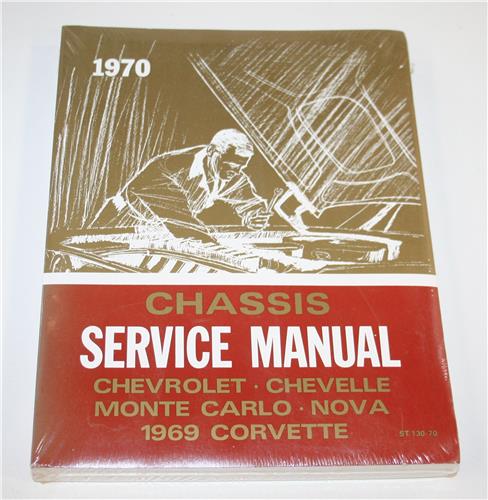 1970
CHASSIS
SERVICE MANUAL
CHEVROLET · CHEVELLE
MONTE CARLO · NOVA
1969 CORVETTE
ST 130-70